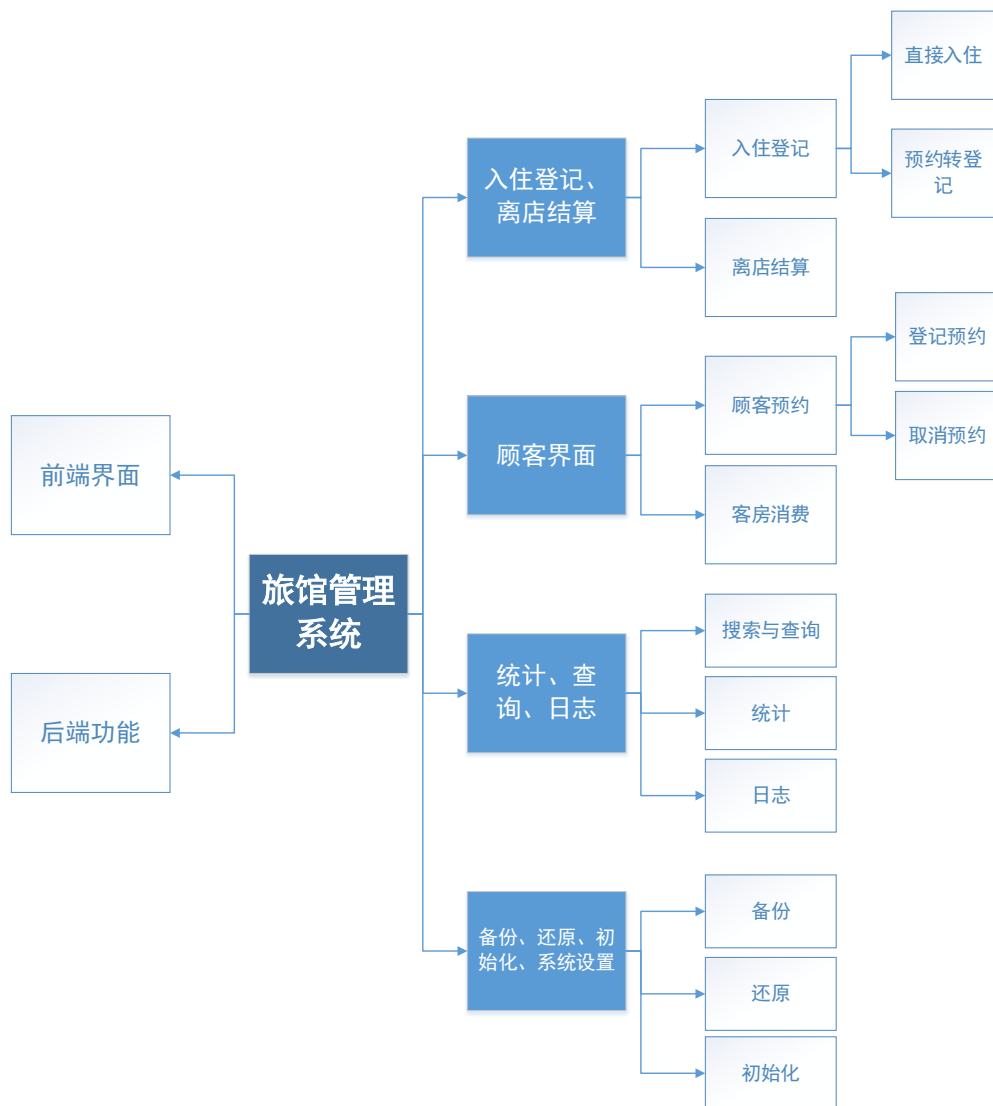 直接入住
入住登记
预约转登
记
入住登记、
离店结算
离店结算
登记预约
顾客预约
取消预约
顾客界面
客房消费
前端界面
旅馆管理
系统
后端功能
搜索与查询
统计、查
询、日志
统计
日志
备份
备份、还原、初
始化、系统设置
还原
初始化